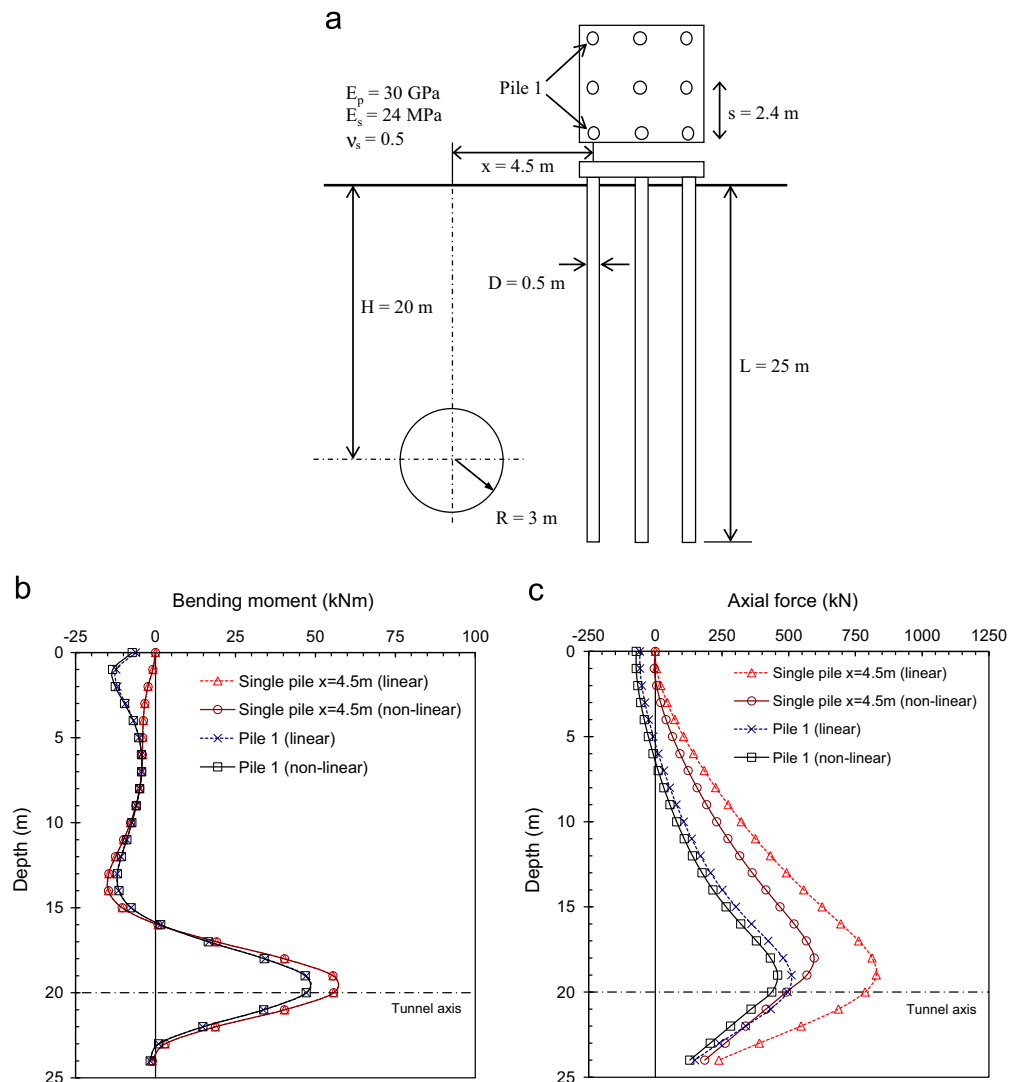 a
Pile 1
E_p = 30 GPa
E_s = 24 MPa
ν_s = 0.5
s = 2.4 m
x = 4.5 m
D = 0.5 m
H = 20 m
L = 25 m
R = 3 m
b
Bending moment (kNm)
-25 0 25 50 75 100
0
5
10
15
20
25
Depth (m)
Single pile x=4.5m (linear)
Single pile x=4.5m (non-linear)
Pile 1 (linear)
Pile 1 (non-linear)
Tunnel axis
c
Axial force (kN)
-250 0 250 500 750 1000 1250
0
5
10
15
20
25
Depth (m)
Single pile x=4.5m (linear)
Single pile x=4.5m (non-linear)
Pile 1 (linear)
Pile 1 (non-linear)
Tunnel axis